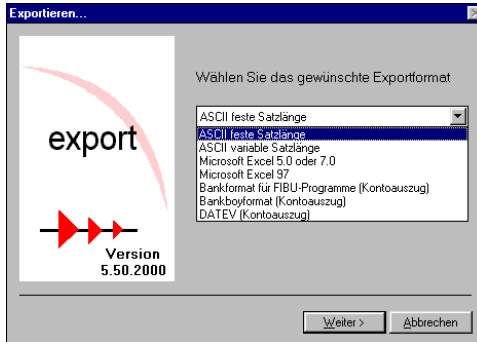 Exportieren...
Wählen Sie das gewünschte Exportformat
ASCII feste Satzlänge
ASCII feste Satzlänge
ASCII variable Satzlänge
Microsoft Excel 5.0 oder 7.0
Microsoft Excel 97
Bankformat für FIBU-Programme (Kontoauszug)
Bankboyformat (Kontoauszug)
DATEV (Kontoauszug)
export
Version
5.50.2000
Weiter >
Abbrechen